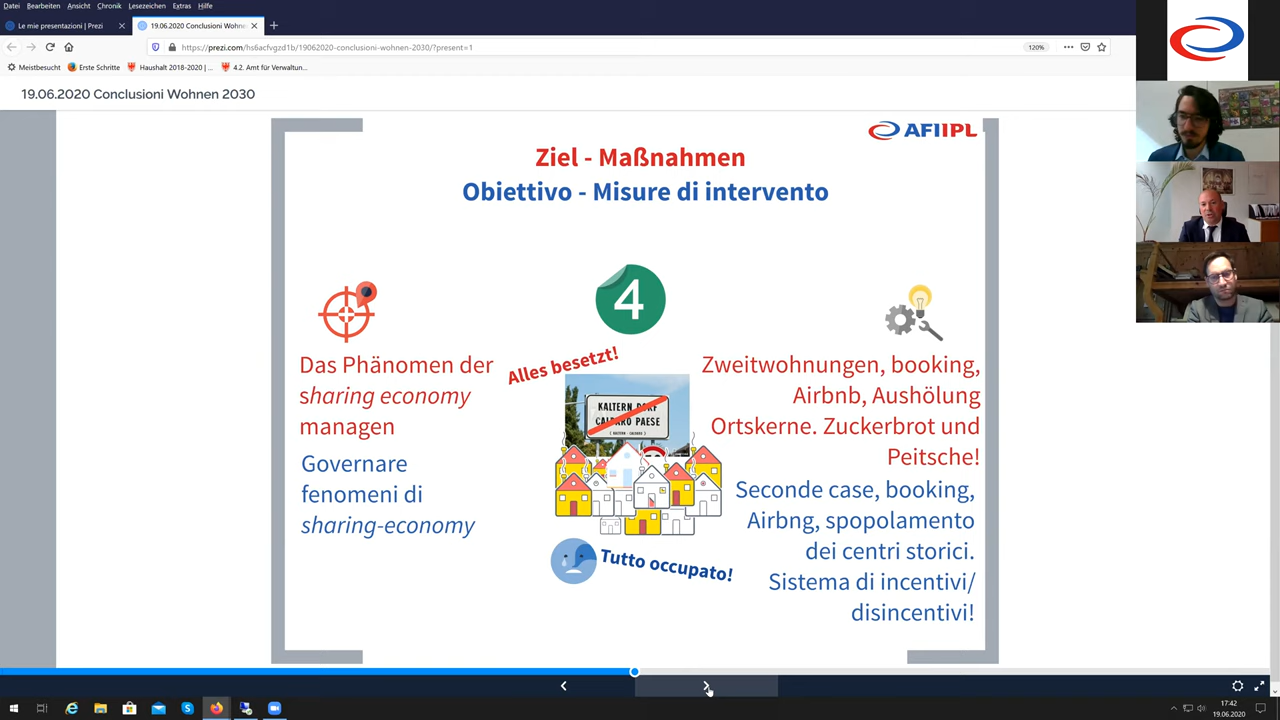 Datei Bearbeiten Ansicht Chronik Lesezeichen Extras Hilfe
Le mie presentazioni | Prezi
19.06.2020 Conclusioni Wohnen
https://prezi.com/hs6acfvgzd1b/19062020-conclusioni-wohnen-2030/?present=1
120%
Meistbesucht Erste Schritte Haushalt 2018-2020 | ... 4.2. Amt für Verwaltun...
19.06.2020 Conclusioni Wohnen 2030
AFIIPL
Ziel - Maßnahmen
Obiettivo - Misure di intervento
4
Das Phänomen der
sharing economy
managen
Governare
fenomeni di
sharing-economy
Alles besetzt!
KALTERN DORF
CALDARO PAESE
Tutto occupato!
Zweitwohnungen, booking,
Airbnb, Aushölung
Ortskerne. Zuckerbrot und
Peitsche!
Seconde case, booking,
Airbng, spopolamento
dei centri storici.
Sistema di incentivi/
disincentivi!
17:42
19.06.2020